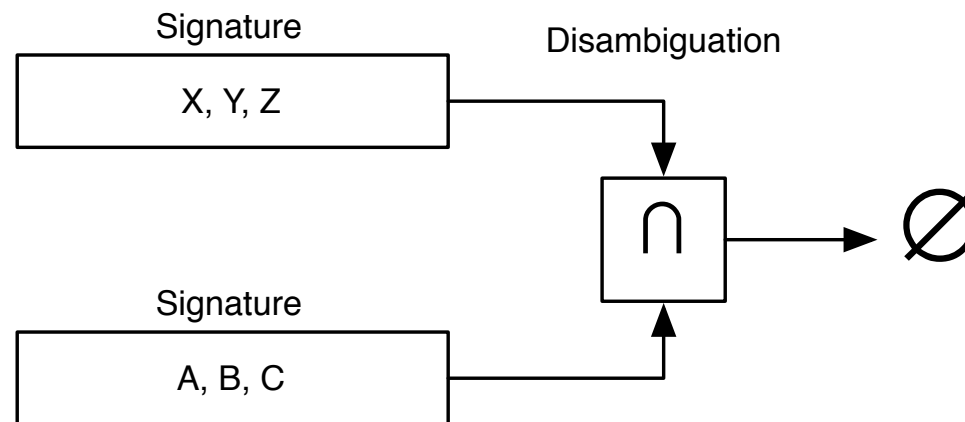 Signature
Disambiguation
X, Y, Z
∩
∅
Signature
A, B, C